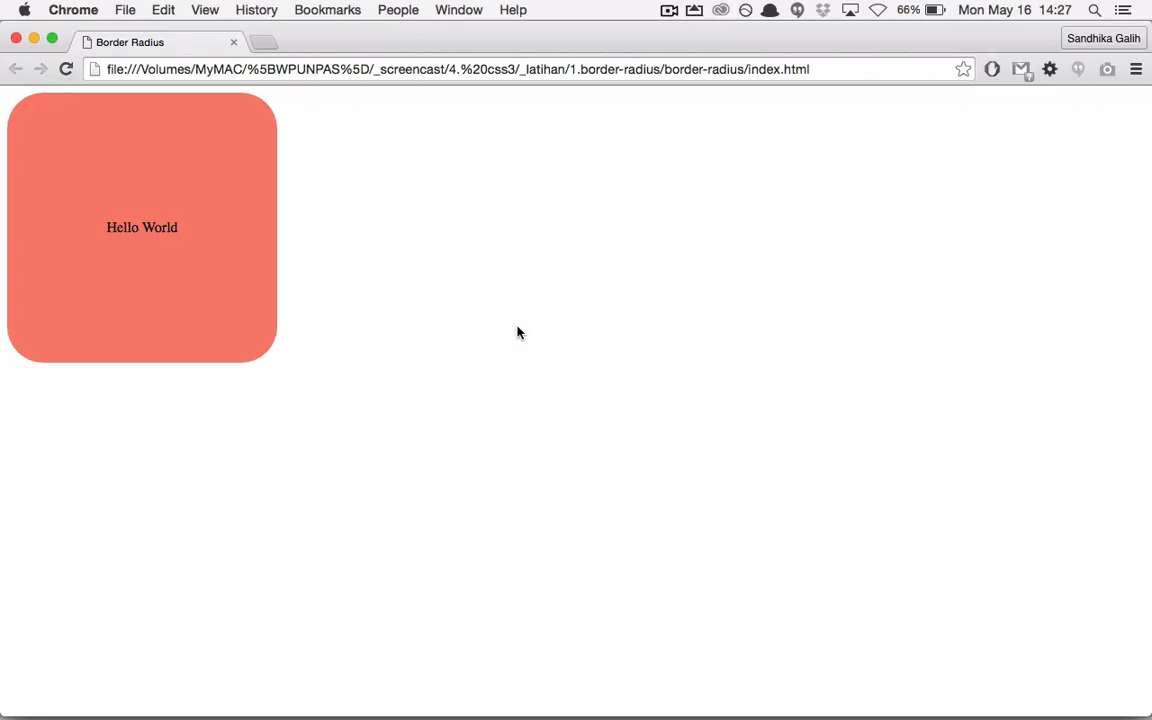 Chrome File Edit View History Bookmarks People Window Help 66% Mon May 16 14:27
Border Radius Sandhika Galih
file:///Volumes/MyMAC/%5BWPUNPAS%5D/_screencast/4.%20css3/_latihan/1.border-radius/border-radius/index.html
Hello World